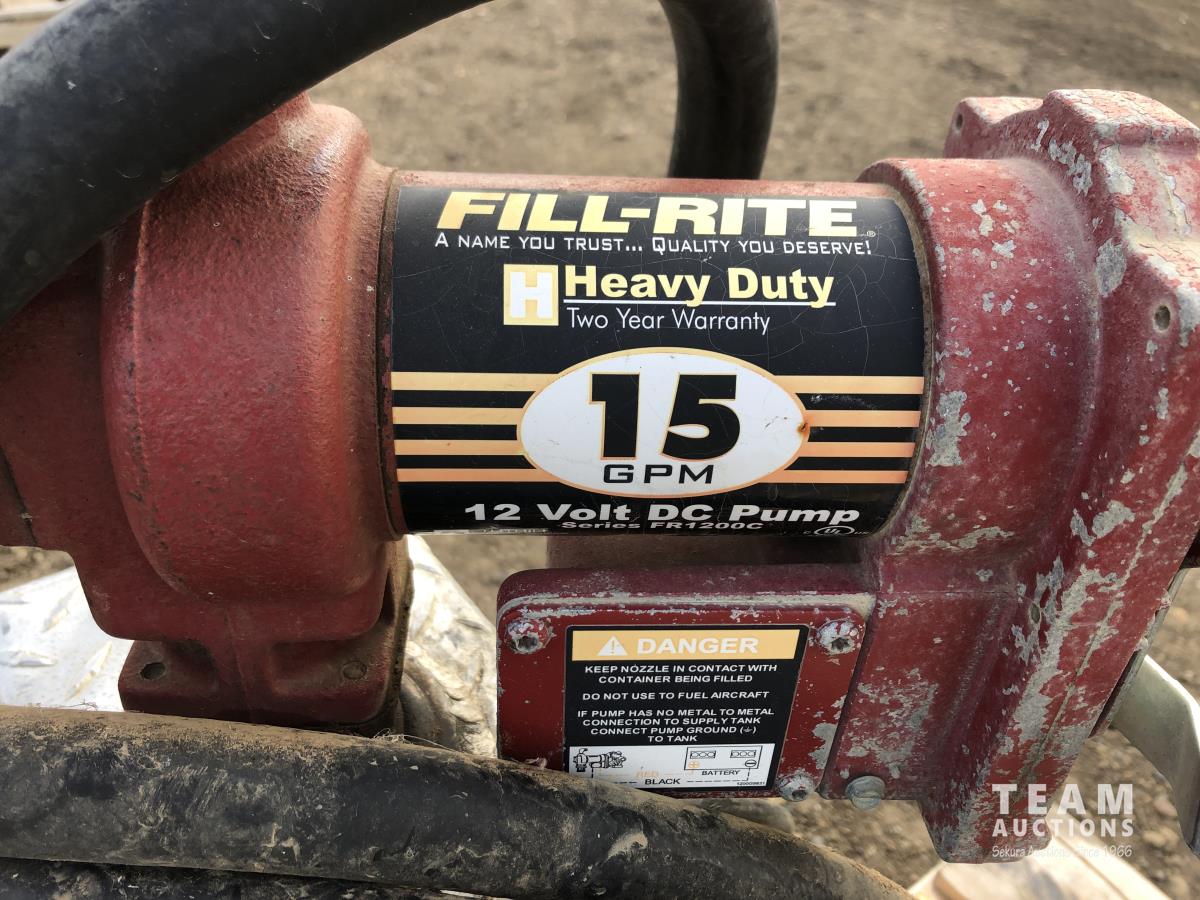 FILL-RITE®
A NAME YOU TRUST... QUALITY YOU DESERVE!
H Heavy Duty
Two Year Warranty
15
GPM
12 Volt DC Pump
Series FR1200C
C UL US
⚠ DANGER
KEEP NOZZLE IN CONTACT WITH
CONTAINER BEING FILLED
DO NOT USE TO FUEL AIRCRAFT
IF PUMP HAS NO METAL TO METAL
CONNECTION TO SUPPLY TANK
CONNECT PUMP GROUND (⏚)
TO TANK
RED
BATTERY
BLACK
TEAM
AUCTIONS
Sekura Auctions Since 1966